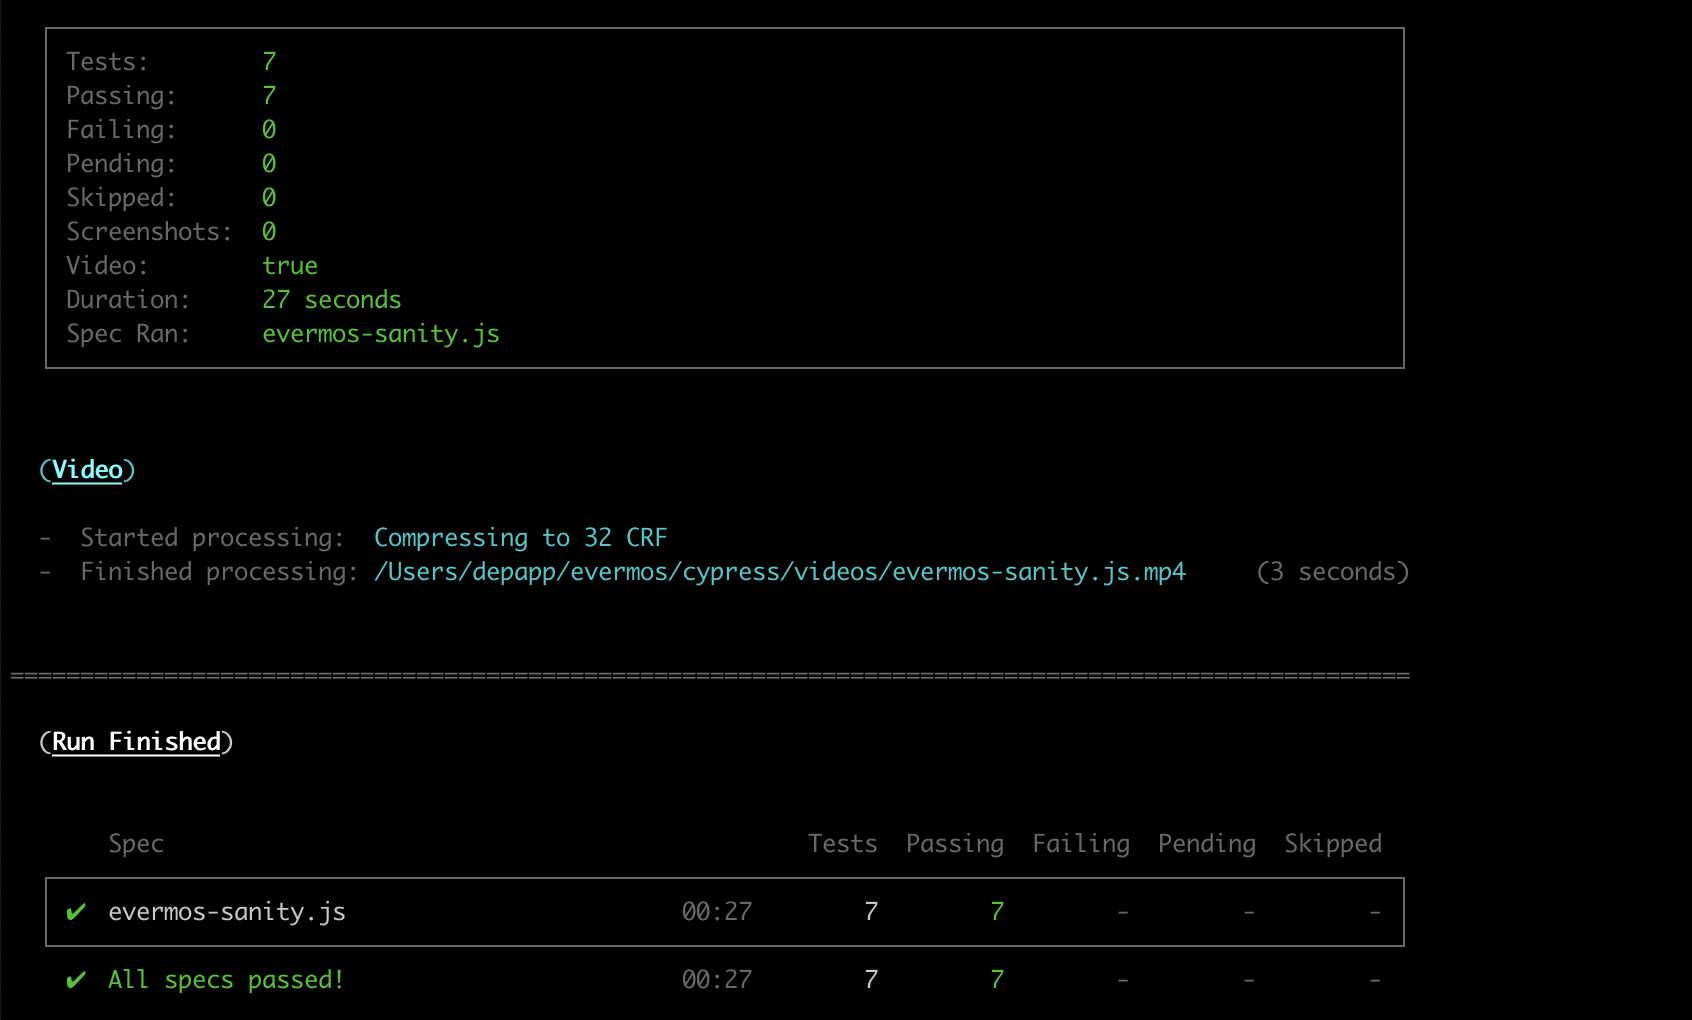 Tests: 7
Passing: 7
Failing: 0
Pending: 0
Skipped: 0
Screenshots: 0
Video: true
Duration: 27 seconds
Spec Ran: evermos-sanity.js
(Video)
- Started processing: Compressing to 32 CRF
- Finished processing: /Users/depapp/evermos/cypress/videos/evermos-sanity.js.mp4 (3 seconds)
====================================================================================================
(Run Finished)
Spec Tests Passing Failing Pending Skipped
✔ evermos-sanity.js 00:27 7 7 - - -
✔ All specs passed! 00:27 7 7 - - -